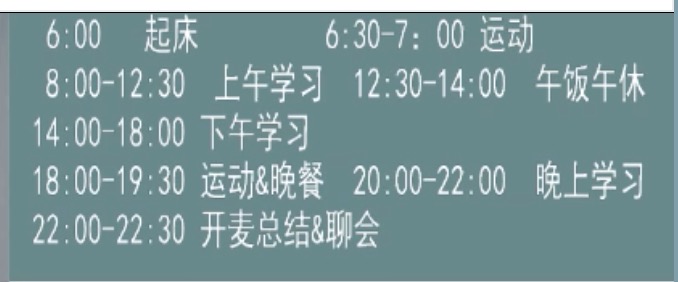 6:00 起床 6:30-7：00 运动
8:00-12:30 上午学习 12:30-14:00 午饭午休
14:00-18:00 下午学习
18:00-19:30 运动&晚餐 20:00-22:00 晚上学习
22:00-22:30 开麦总结&聊会